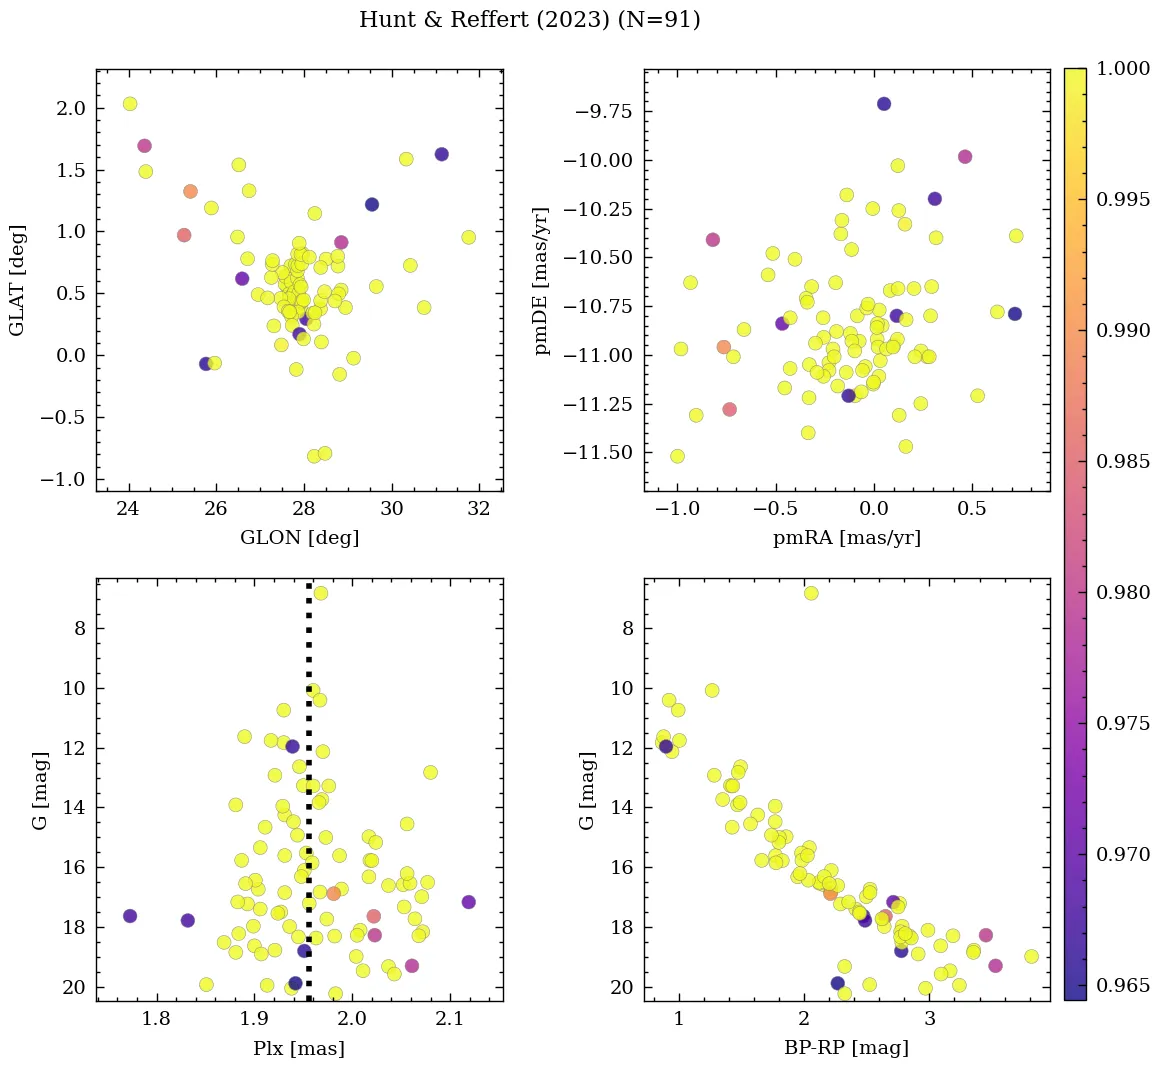 Hunt & Reffert (2023) (N=91)
2.0
1.5
1.0
0.5
0.0
−0.5
−1.0
GLAT [deg]
24 26 28 30 32
GLON [deg]
−9.75
−10.00
−10.25
−10.50
−10.75
−11.00
−11.25
−11.50
pmDE [mas/yr]
−1.0 −0.5 0.0 0.5
pmRA [mas/yr]
8
10
12
14
16
18
20
G [mag]
1.8 1.9 2.0 2.1
Plx [mas]
8
10
12
14
16
18
20
G [mag]
1 2 3
BP-RP [mag]
1.000
0.995
0.990
0.985
0.980
0.975
0.970
0.965